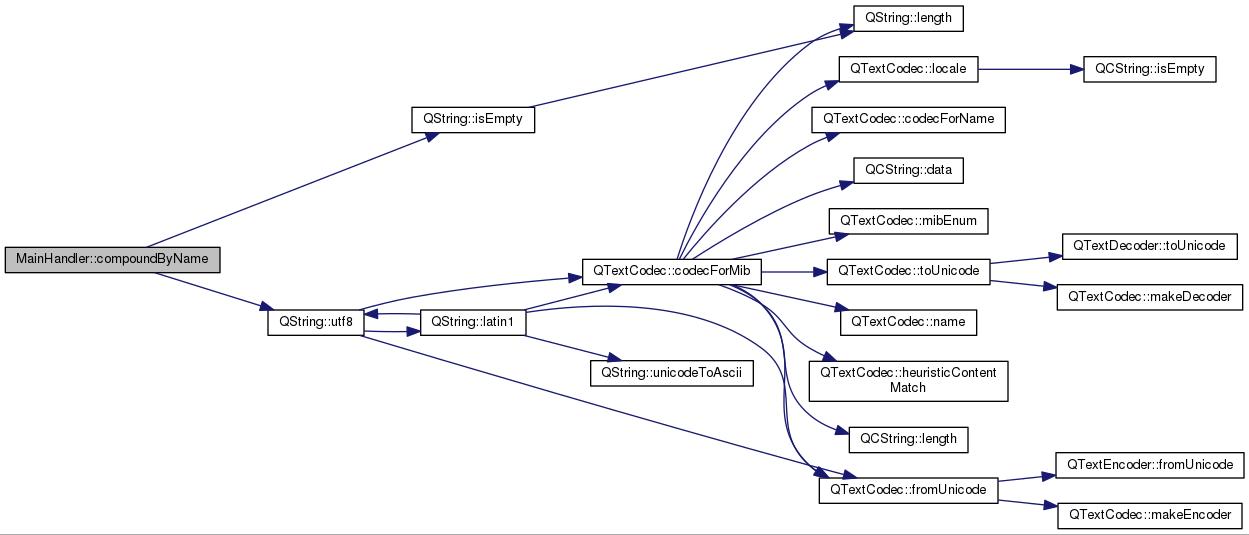 QString::length
QTextCodec::locale
QCString::isEmpty
QString::isEmpty
QTextCodec::codecForName
QCString::data
QTextCodec::mibEnum
QTextDecoder::toUnicode
MainHandler::compoundByName
QTextCodec::codecForMib
QTextCodec::toUnicode
QTextCodec::makeDecoder
QString::utf8
QString::latin1
QTextCodec::name
QString::unicodeToAscii
QTextCodec::heuristicContent
Match
QCString::length
QTextEncoder::fromUnicode
QTextCodec::fromUnicode
QTextCodec::makeEncoder